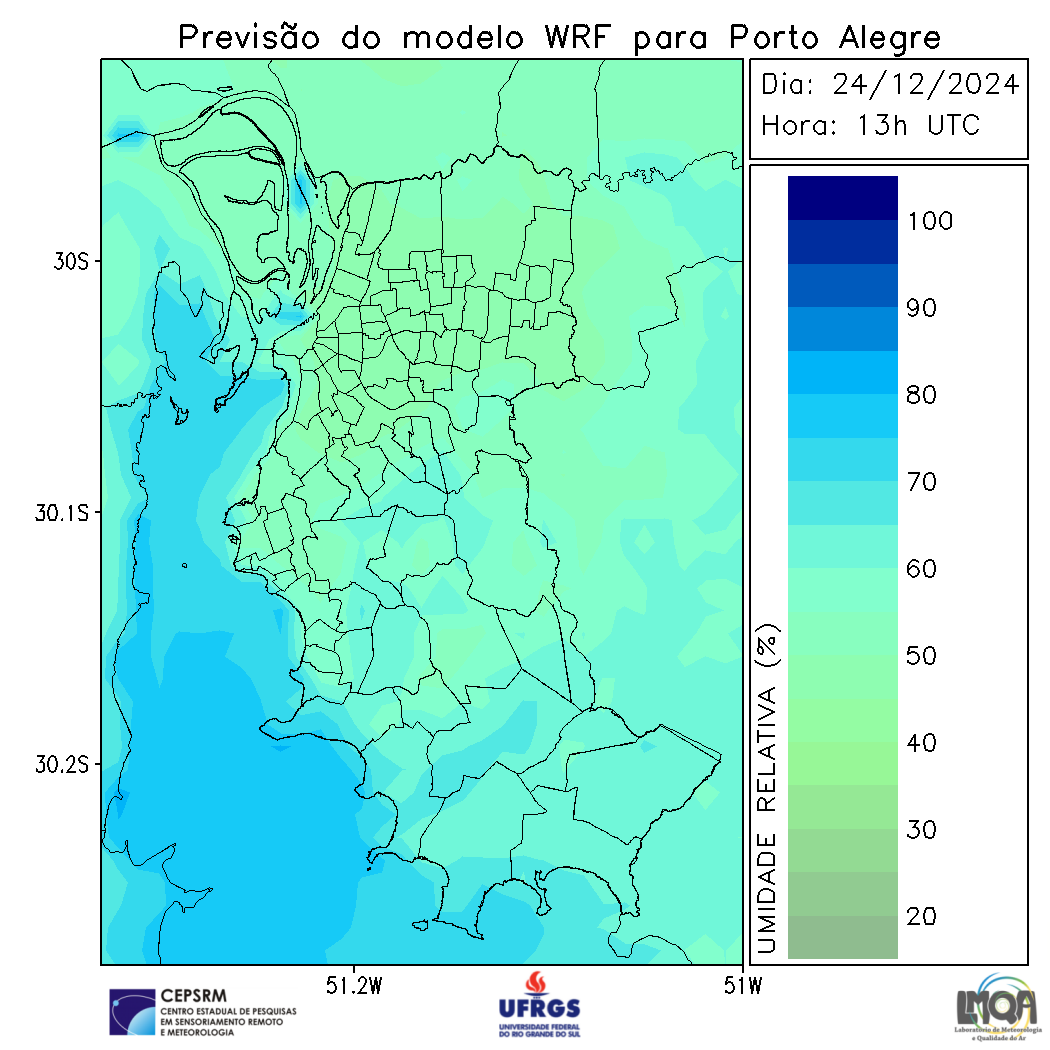 Previsão do modelo WRF para Porto Alegre
Dia: 24/12/2024
Hora: 13h UTC
30S
30.1S
30.2S
51.2W
51W
100
90
80
70
60
50
40
30
20
UMIDADE RELATIVA (%)
CEPSRM
CENTRO ESTADUAL DE PESQUISAS
EM SENSORIAMENTO REMOTO
E METEOROLOGIA
UFRGS
UNIVERSIDADE FEDERAL
DO RIO GRANDE DO SUL
LMQA
Laboratório de Meteorologia
e Qualidade do Ar